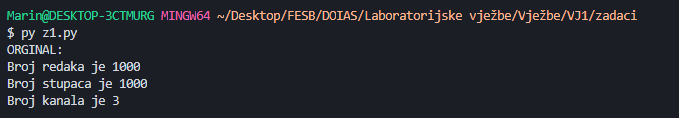 Marin@DESKTOP-3CTMURG MINGW64 ~/Desktop/FESB/DOIAS/Laboratorijske vježbe/Vježbe/VJ1/zadaci
$ py z1.py
ORGINAL:
Broj redaka je 1000
Broj stupaca je 1000
Broj kanala je 3